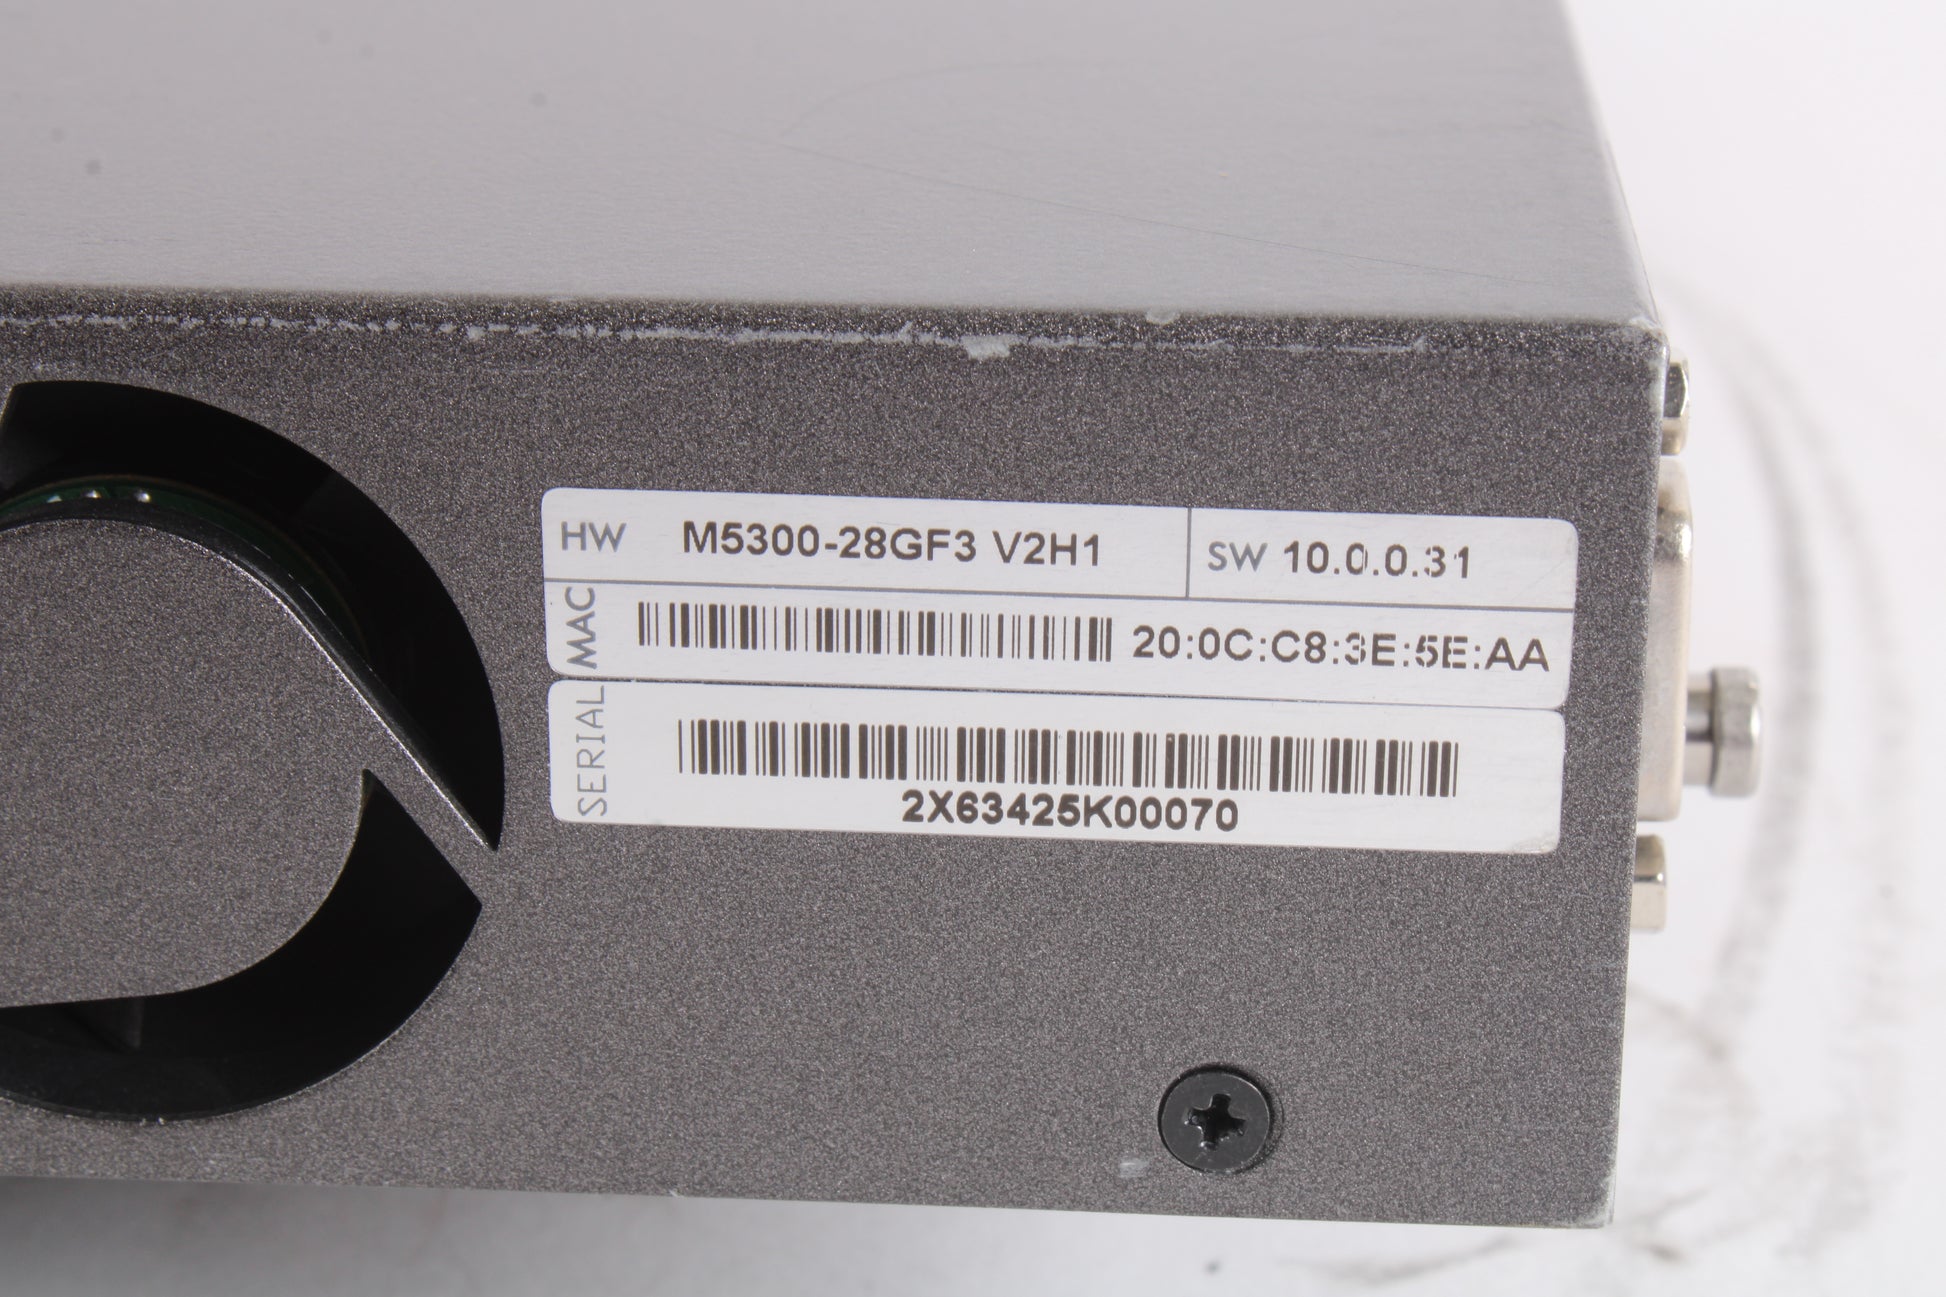 HW M5300-28GF3 V2H1 SW 10.0.0.31
MAC 20:0C:C8:3E:5E:AA
SERIAL
2X63425K00070